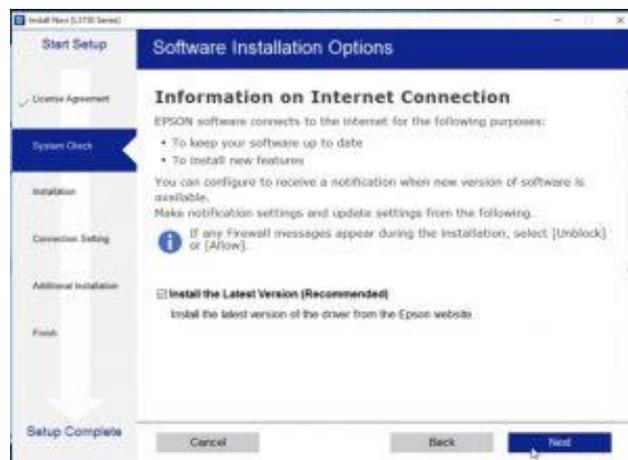 Install Navi [L3110 Series]
Start Setup
Software Installation Options
License Agreement
System Check
Installation
Connection Setting
Additional Installation
Finish
Setup Complete
Information on Internet Connection
EPSON software connects to the internet for the following purposes:
• To keep your software up to date
• To install new features
You can configure to receive a notification when new version of software is
available.
Make notification settings and update settings from the following.
If any Firewall messages appear during the installation, select [Unblock]
or [Allow].
Install the Latest Version (Recommended)
Install the latest version of the driver from the Epson website
Cancel
Back
Next